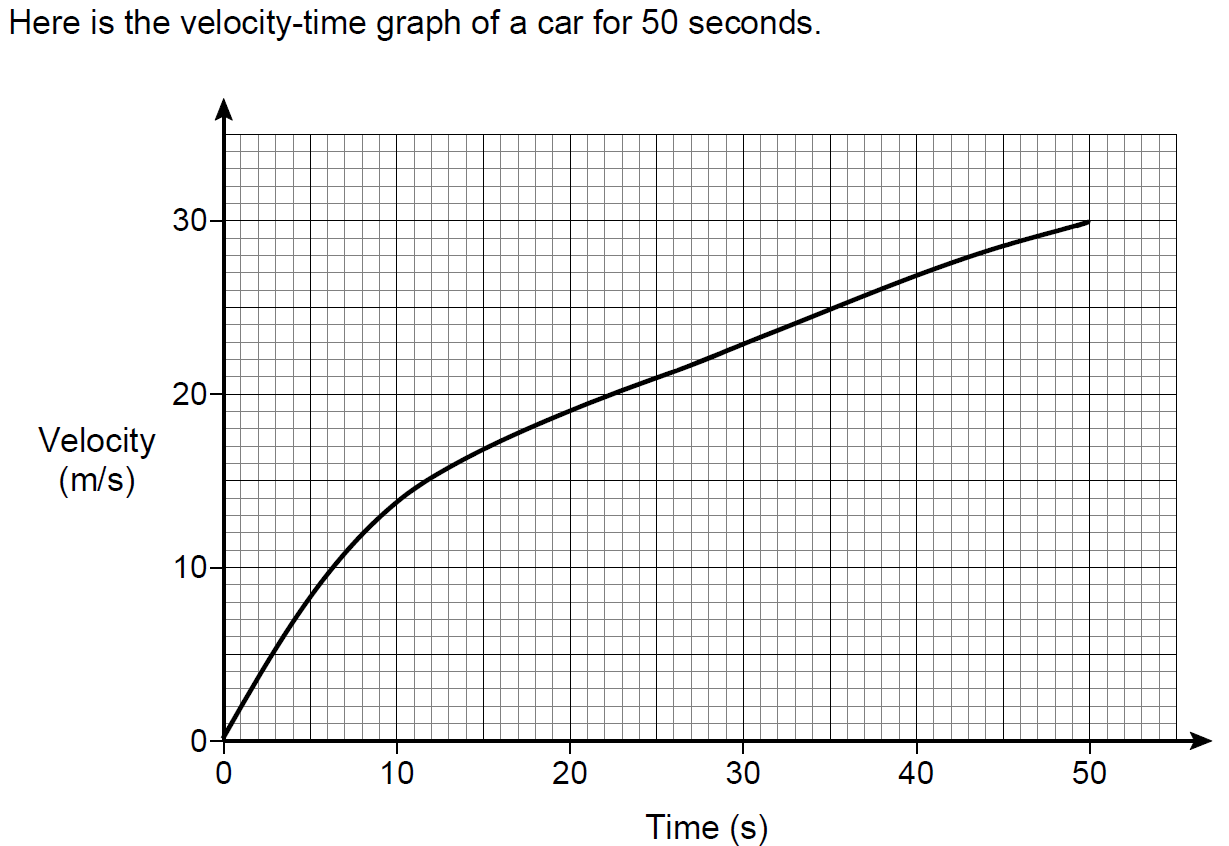 Here is the velocity-time graph of a car for 50 seconds.
30
20
Velocity
(m/s)
10
0
0 10 20 30 40 50
Time (s)